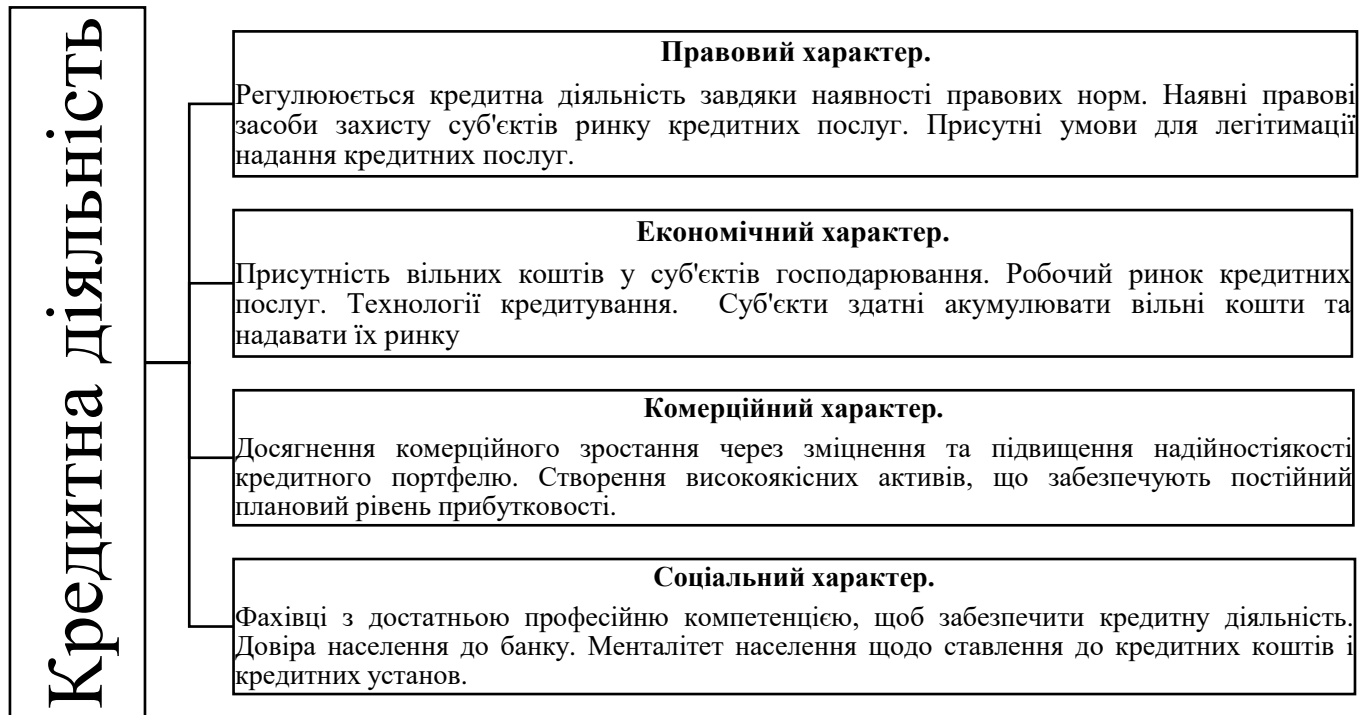 Кредитна діяльність
Правовий характер.
Регулююється кредитна діяльність завдяки наявності правових норм. Наявні правові
засоби захисту суб'єктів ринку кредитних послуг. Присутні умови для легітимації
надання кредитних послуг.
Економічний характер.
Присутність вільних коштів у суб'єктів господарювання. Робочий ринок кредитних
послуг. Технології кредитування. Суб'єкти здатні акумулювати вільні кошти та
надавати їх ринку
Комерційний характер.
Досягнення комерційного зростання через зміцнення та підвищення надійностіякості
кредитного портфелю. Створення високоякісних активів, що забезпечують постійний
плановий рівень прибутковості.
Соціальний характер.
Фахівці з достатньою професійню компетенцією, щоб забезпечити кредитну діяльність.
Довіра населення до банку. Менталітет населення щодо ставлення до кредитних коштів і
кредитних установ.